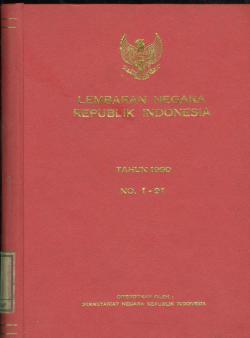 LEMBARAN NEGARA
REPUBLIK INDONESIA
TAHUN 1990
NO. 1 - 91
DITERBITKAN OLEH :
SEKRETARIAT NEGARA REPUBLIK INDONESIA